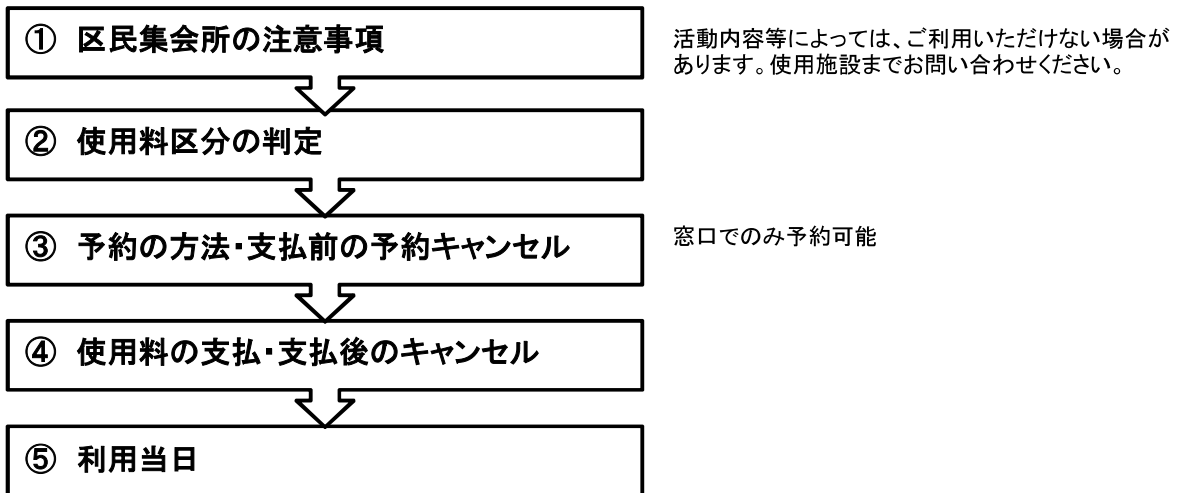 ① 区民集会所の注意事項
活動内容等によっては、ご利用いただけない場合が
あります。使用施設までお問い合わせください。
② 使用料区分の判定
③ 予約の方法・支払前の予約キャンセル
窓口でのみ予約可能
④ 使用料の支払・支払後のキャンセル
⑤ 利用当日